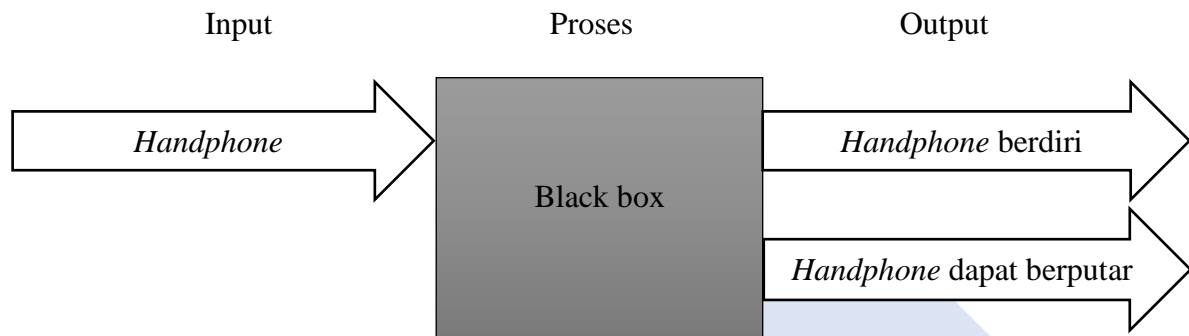 Input Proses Output
Handphone
Black box
Handphone berdiri
Handphone dapat berputar